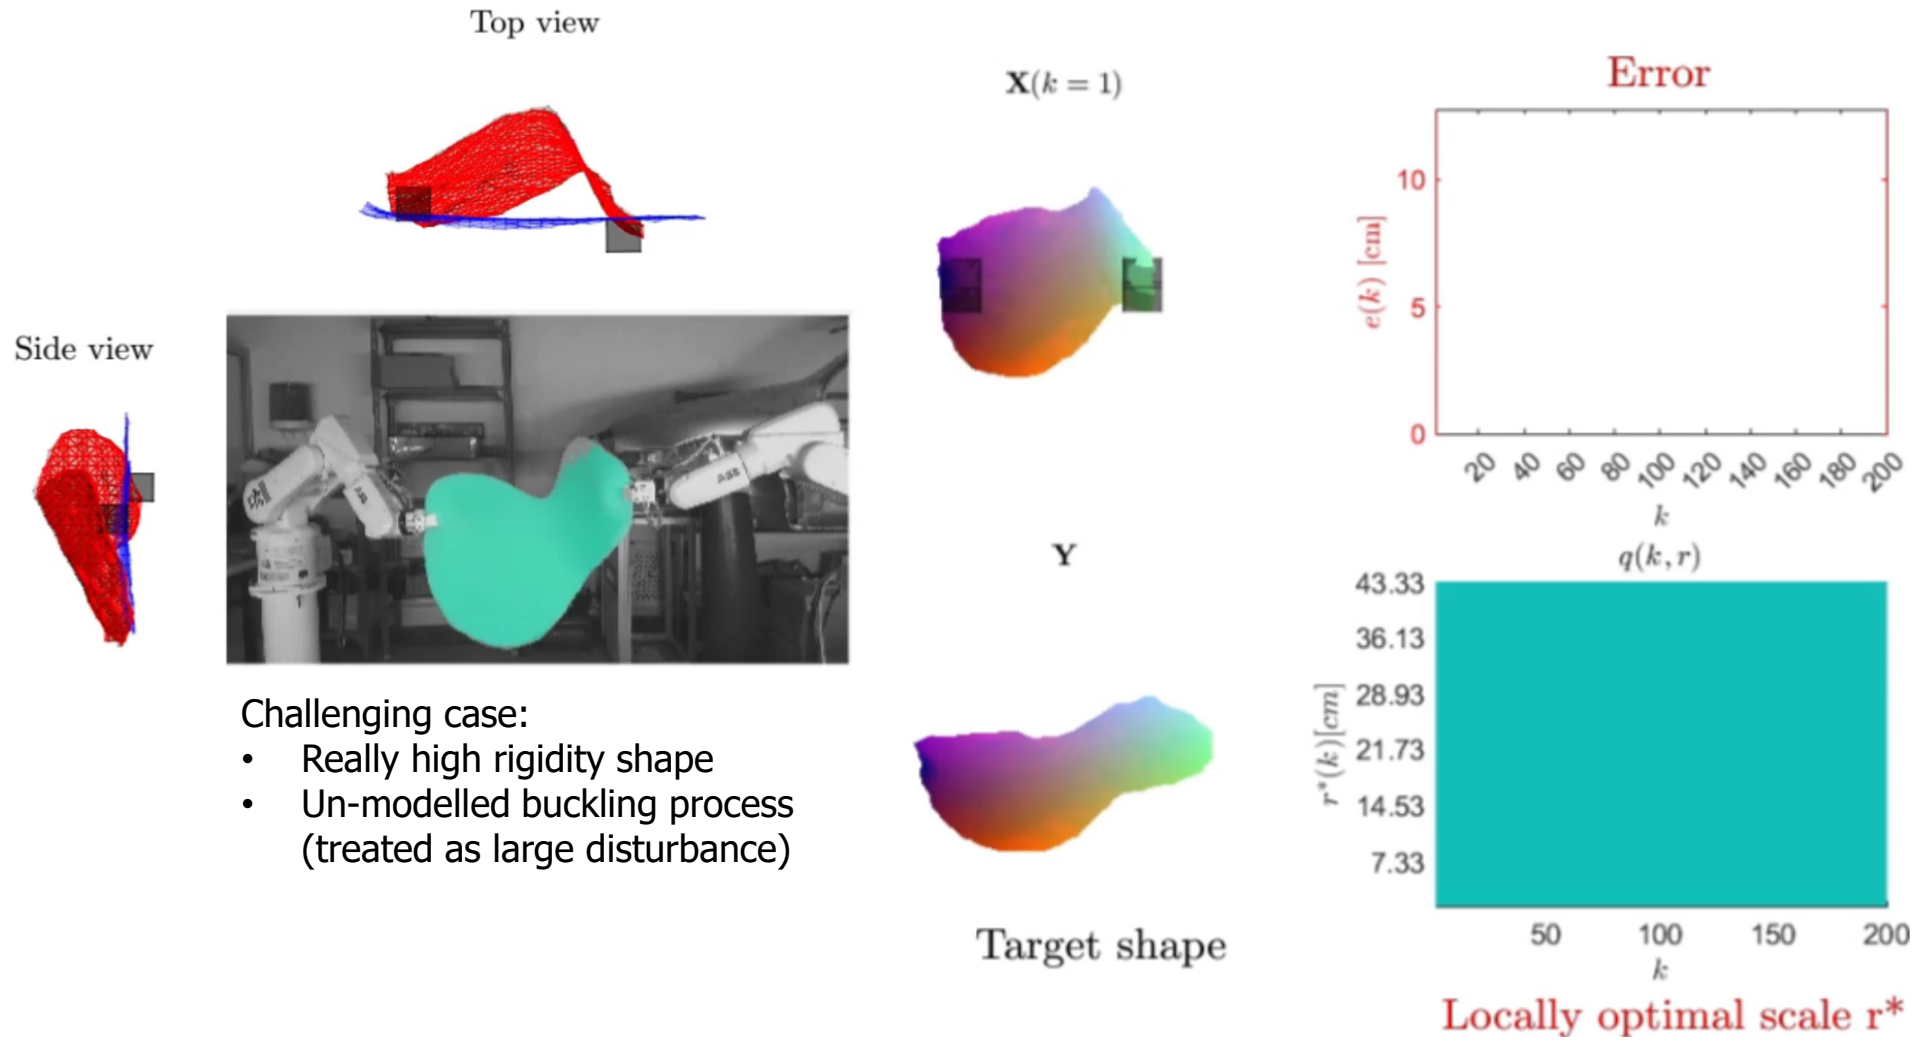 Top view
X(k = 1)
Error
10
5
0
e(k) [cm]
20 40 60 80 100 120 140 160 180 200
k
Side view
ABB
ABB
Challenging case:
• Really high rigidity shape
• Un-modelled buckling process
(treated as large disturbance)
Y
Target shape
q(k, r)
43.33
36.13
28.93
21.73
14.53
7.33
r*(k)[cm]
50 100 150 200
k
Locally optimal scale r*